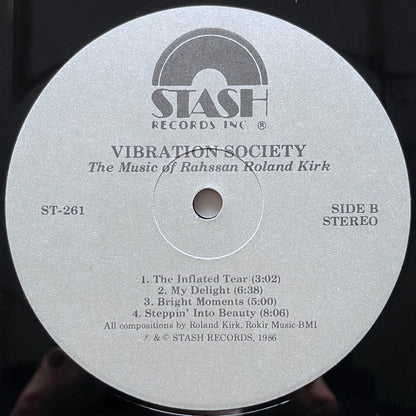 STASH
RECORDS INC ®
VIBRATION SOCIETY
The Music of Rahssan Roland Kirk
ST-261
SIDE B
STEREO
1. The Inflated Tear (3:02)
2. My Delight (6:38)
3. Bright Moments (5:00)
4. Steppin' Into Beauty (8:06)
All compositions by Roland Kirk, Rokir Music-BMI
℗ & © STASH RECORDS, 1986